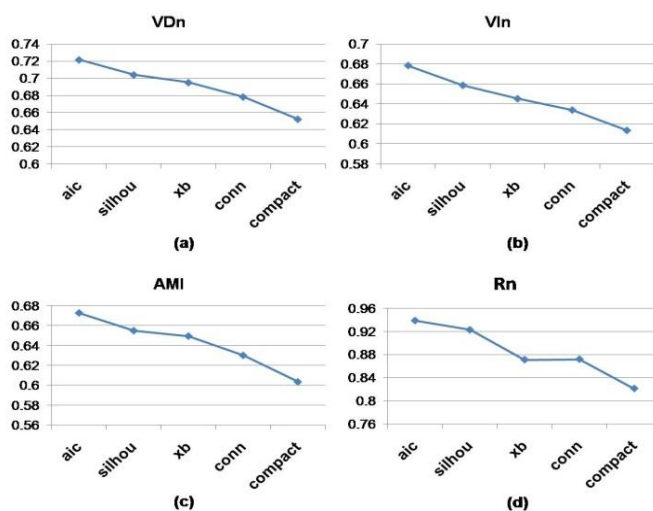 VDn
0.74
0.72
0.7
0.68
0.66
0.64
0.62
0.6
aic
silhou
xb
conn
compact
(a)
VIn
0.7
0.68
0.66
0.64
0.62
0.6
0.58
aic
silhou
xb
conn
compact
(b)
AMI
0.68
0.66
0.64
0.62
0.6
0.58
0.56
aic
silhou
xb
conn
compact
(c)
Rn
0.96
0.92
0.88
0.84
0.8
0.76
aic
silhou
xb
conn
compact
(d)